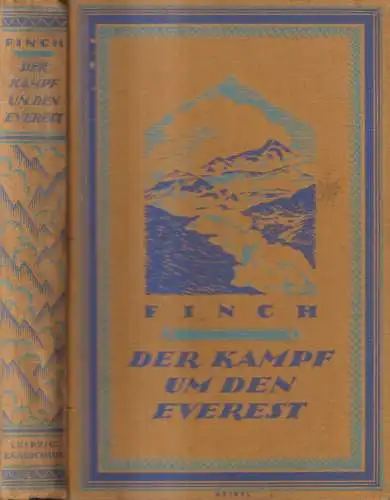 FINCH
DER
KAMPF
UM DEN
EVEREST
LEIPZIG
BROCKHAUS
FINCH
DER KAMPF
UM DEN
EVEREST